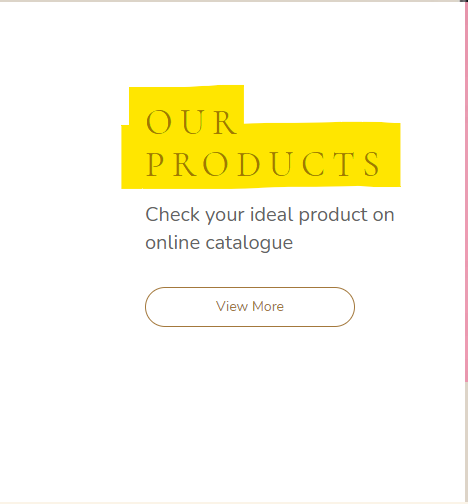 OUR
PRODUCTS
Check your ideal product on
online catalogue
View More